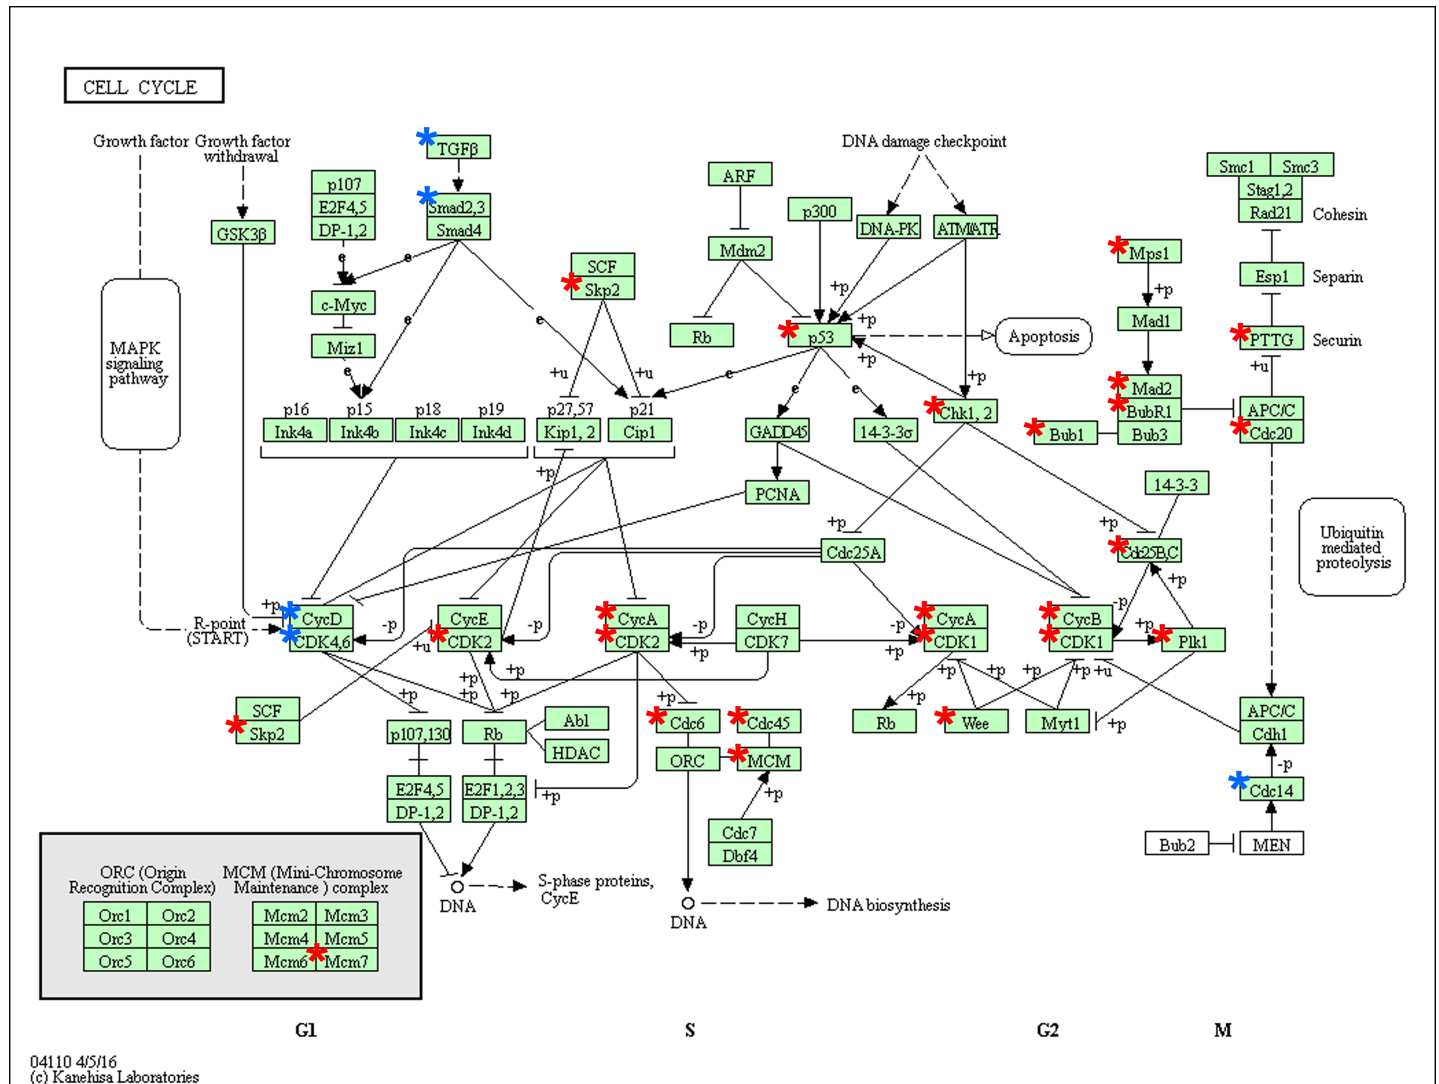 CELL CYCLE
Growth factor
Growth factor
withdrawal
TGFβ
DNA damage checkpoint
Smc1
Smc3
Stag1,2
Rad21
Cohesin
p107
E2F4,5
DP-1,2
Smad2,3
Smad4
ARF
p300
DNA-PK
ATM/ATR
GSK3β
Mdm2
Mps1
e
e
SCF
Skp2
+p
+p
Esp1
Separin
c-Myc
Mad1
e
e
Rb
p53
+p
Apoptosis
PTTG
Securin
Miz1
MAPK
signaling
pathway
+p
+u
e
+u
+u
e
e
e
+p
Mad2
BubR1
Bub3
p16
p15
p18
p19
p27,57
p21
Chk1, 2
APC/C
Cdc20
Ink4a
Ink4b
Ink4c
Ink4d
Kip1, 2
Cip1
GADD45
14-3-3σ
Bub1
+p
PCNA
14-3-3
+p
+p
Cdc25A
Cdc25B,C
Ubiquitin
mediated
proteolysis
+p
+p
-p
R-point
(START)
CycD
CDK4,6
-p
CycE
CDK2
-p
CycA
CDK2
-p
CycH
CDK7
-p
CycA
CDK1
CycB
CDK1
+p
Plk1
+u
+p
+p
+p
+p
+p
+p
+p
+p
+p
+p
+u
+p
SCF
Skp2
p107,130
Rb
Abl
HDAC
Cdc6
Cdc45
ORC
MCM
Rb
Wee
Myt1
+p
APC/C
Cdh1
-p
E2F4,5
DP-1,2
E2F1,2,3
DP-1,2
+p
+p
Cdc14
Cdc7
Dbf4
Bub2
MEN
ORC (Origin
Recognition Complex)
MCM (Mini-Chromosome
Maintenance ) complex
Orc1
Orc2
Orc3
Orc4
Orc5
Orc6
Mcm2
Mcm3
Mcm4
Mcm5
Mcm6
Mcm7
DNA
S-phase proteins,
CycE
DNA
DNA biosynthesis
G1
S
G2
M
04110 4/5/16
(c) Kanehisa Laboratories